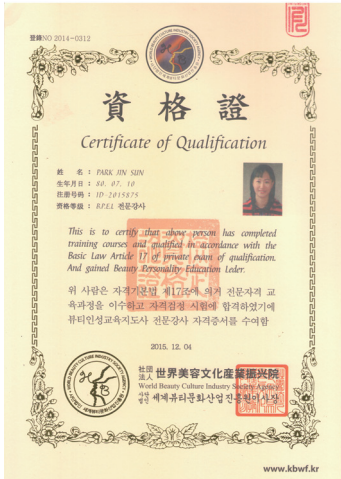 登錄NO 2014-0312
資格證
Certificate of Qualification
姓 名 : PARK JIN SUN
生年月日 : 80. 07. 10
注册号码 : ID-2015875
資格等级 : BPEL 전문강사
This is to certify that above person has completed
training courses and qualified in accordance with the
Basic Law Article 17 of private exam of qualification.
And gained Beauty Personality Education Leder.
위 사람은 자격기본법 제17조에 의거 전문자격 교
육과정을 이수하고 자격검정 시험에 합격하였기에
뷰티인성교육지도사 전문강사 자격증서를 수여함
2015. 12. 04
社団法人 世界美容文化産業振興院
World Beauty Culture Industry Society Agency
사단법인 세계뷰티문화산업진흥원이사장
www.kbwf.kr